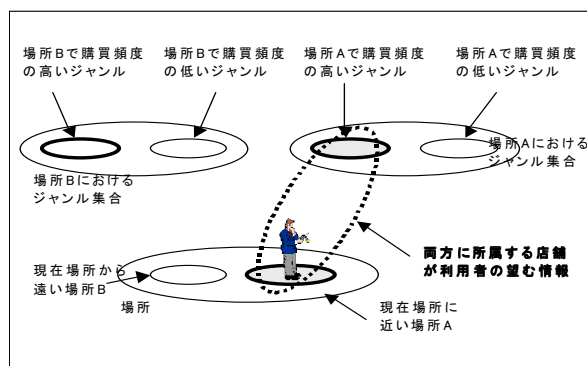 場所Bで購買頻度
の高いジャンル
場所Bで購買頻度
の低いジャンル
場所Aで購買頻度
の高いジャンル
場所Aで購買頻度
の低いジャンル
場所Bにおける
ジャンル集合
場所Aにおける
ジャンル集合
両方に所属する店舗
が利用者の望む情報
現在場所から
遠い場所B
場所
現在場所に
近い場所A